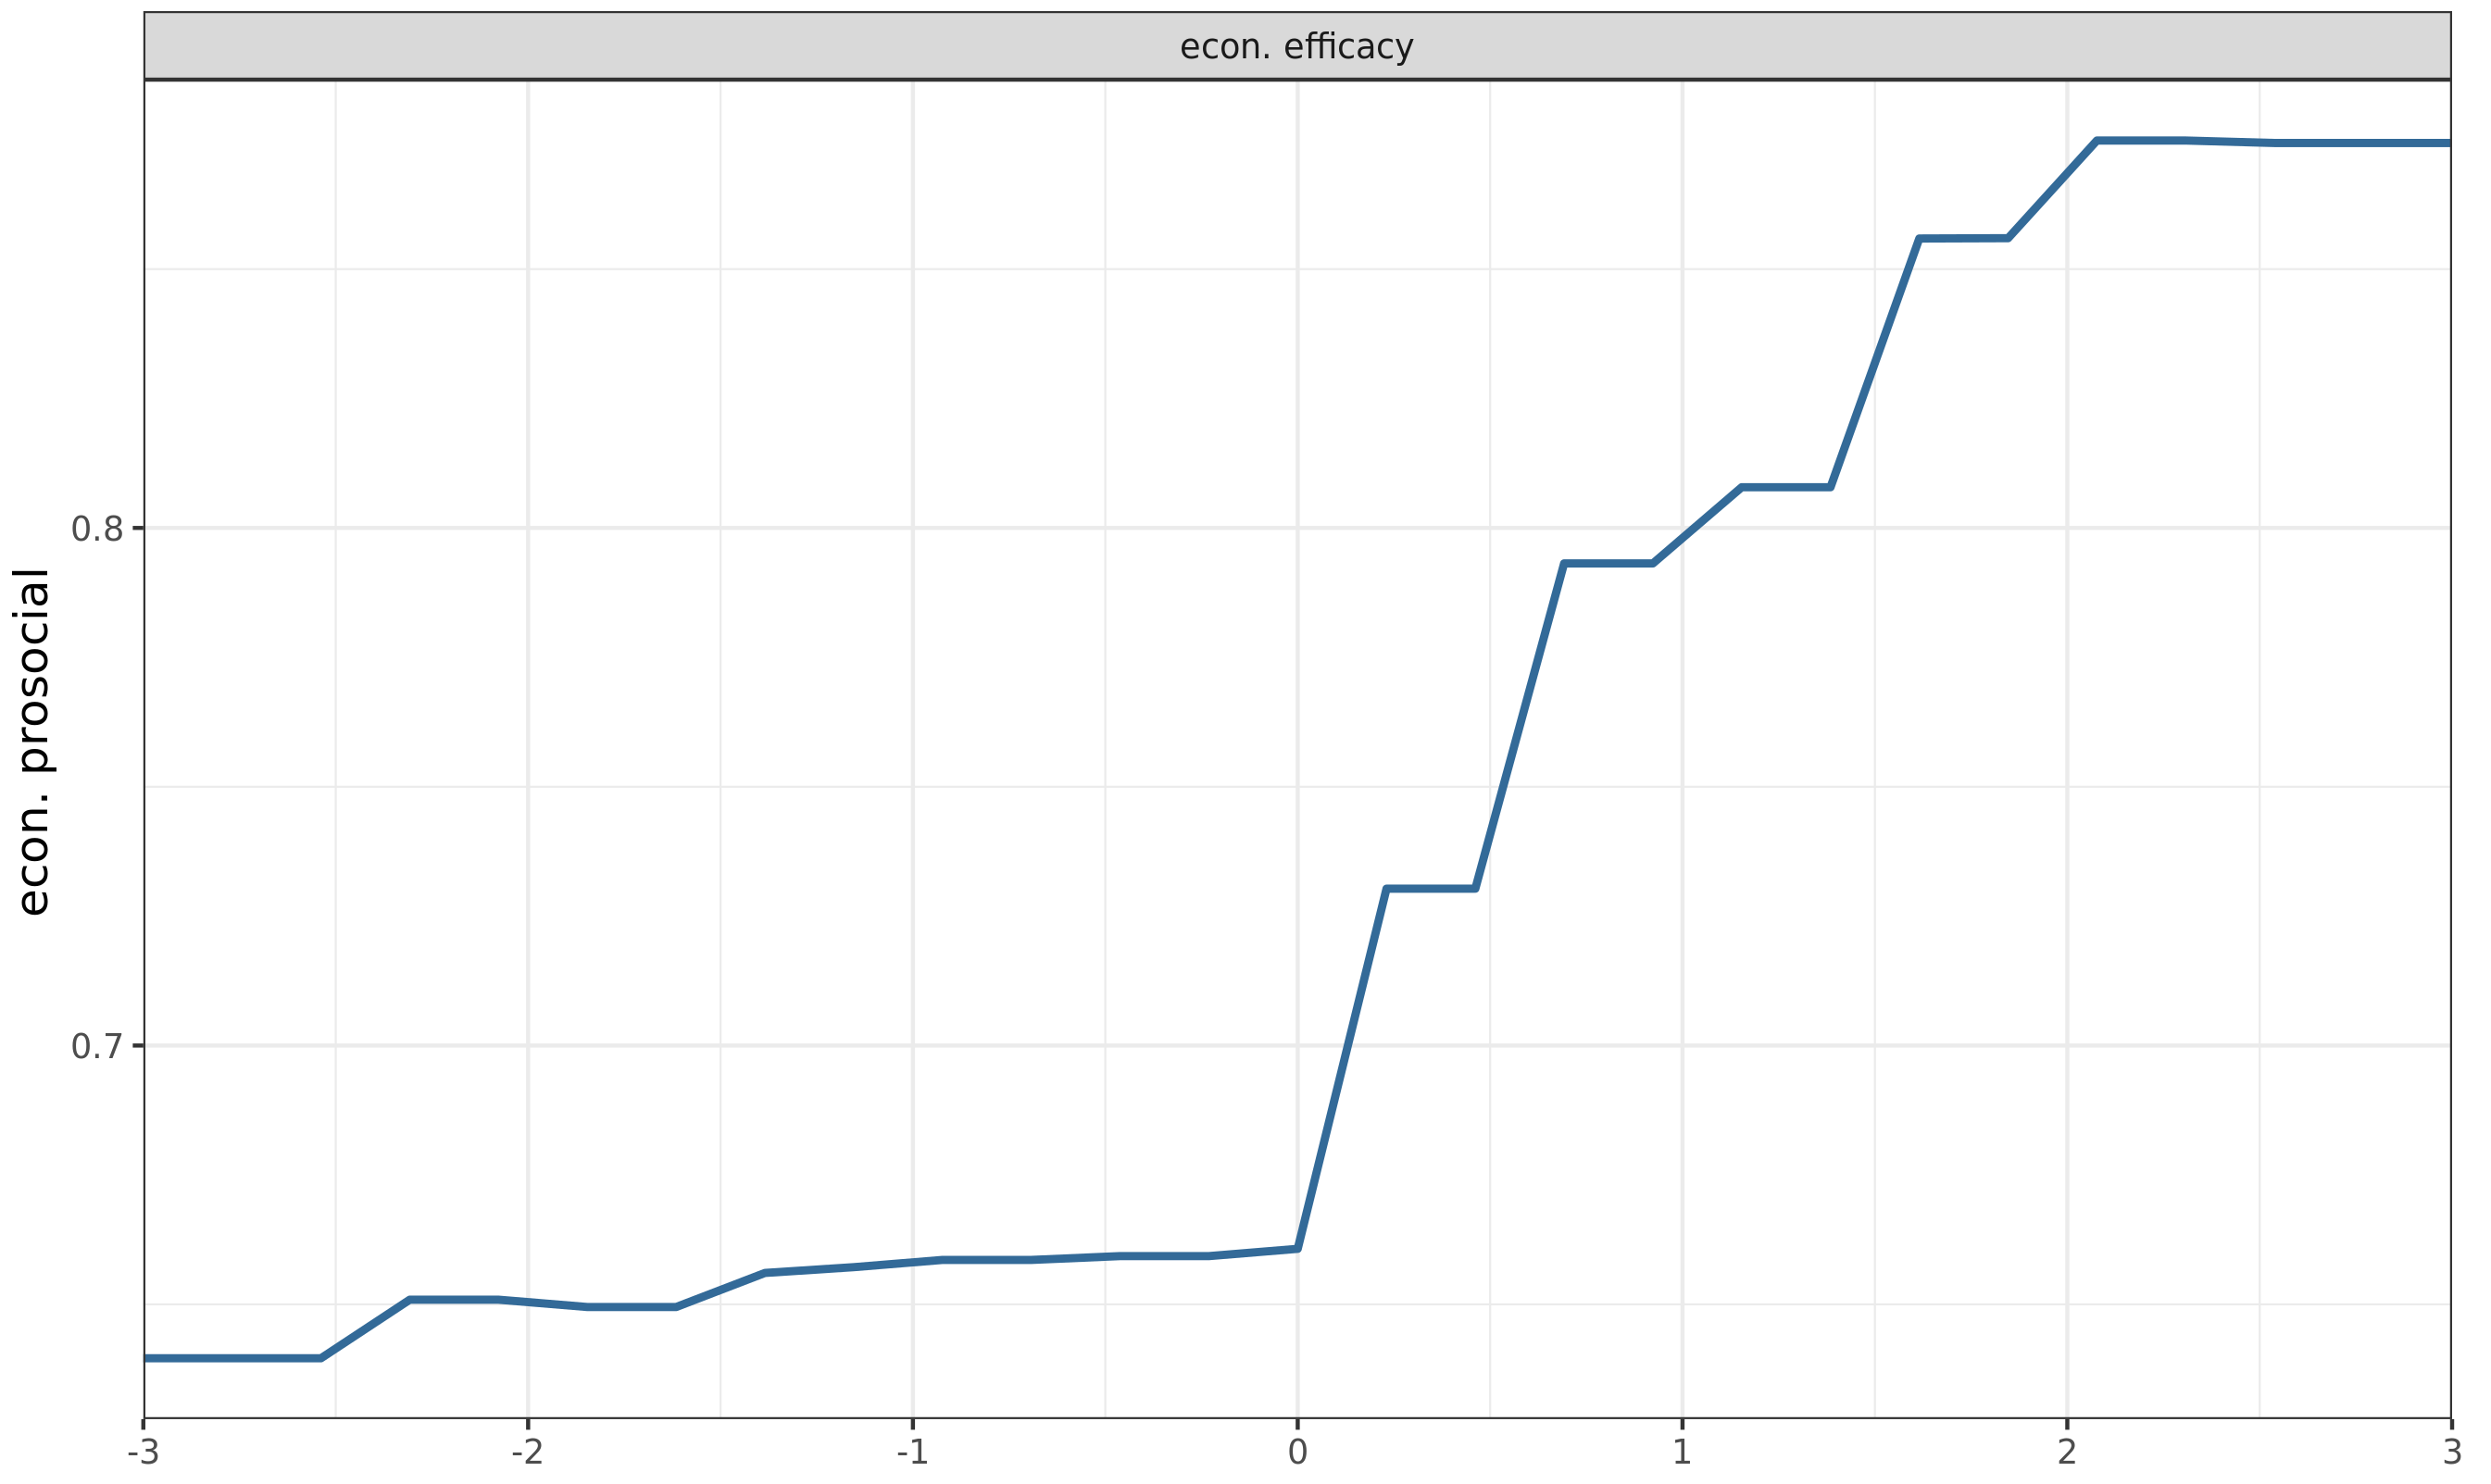 econ. efficacy
econ. prosocial
0.8
0.7
-3 -2 -1 0 1 2 3